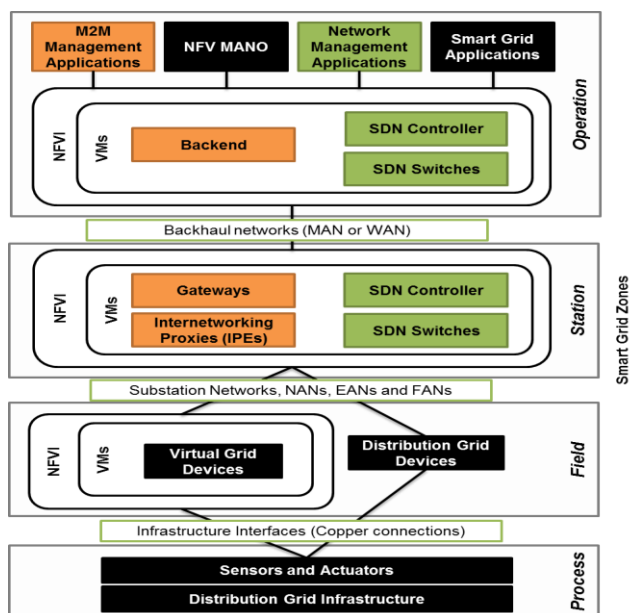 M2M
Management
Applications
NFV MANO
Network
Management
Applications
Smart Grid
Applications
Operation
NFVI
VMs
Backend
SDN Controller
SDN Switches
Backhaul networks (MAN or WAN)
Station
NFVI
VMs
Gateways
Internetworking
Proxies (IPEs)
SDN Controller
SDN Switches
Smart Grid Zones
Substation Networks, NANs, EANs and FANs
Field
NFVI
VMs
Virtual Grid
Devices
Distribution Grid
Devices
Infrastructure Interfaces (Copper connections)
Process
Sensors and Actuators
Distribution Grid Infrastructure